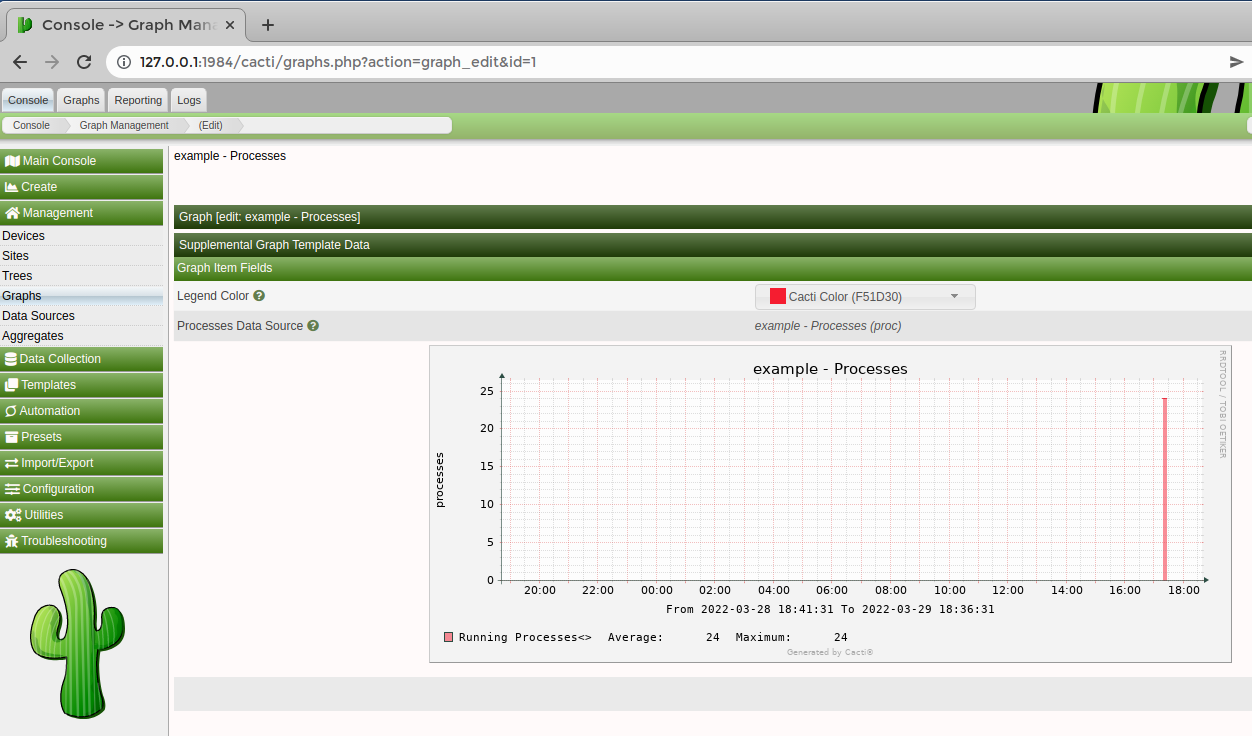 Console -> Graph Man
127.0.0.1:1984/cacti/graphs.php?action=graph_edit&id=1
Console Graphs Reporting Logs
Console Graph Management (Edit)
Main Console
Create
Management
Devices
Sites
Trees
Graphs
Data Sources
Aggregates
Data Collection
Templates
Automation
Presets
Import/Export
Configuration
Utilities
Troubleshooting
example - Processes
Graph [edit: example - Processes]
Supplemental Graph Template Data
Graph Item Fields
Legend Color Cacti Color (F51D30)
Processes Data Source example - Processes (proc)
example - Processes
RRDTOOL / TOBI OETIKER
processes
25
20
15
10
5
0
20:00 22:00 00:00 02:00 04:00 06:00 08:00 10:00 12:00 14:00 16:00 18:00
From 2022-03-28 18:41:31 To 2022-03-29 18:36:31
Running Processes<> Average: 24 Maximum: 24
Generated by Cacti®